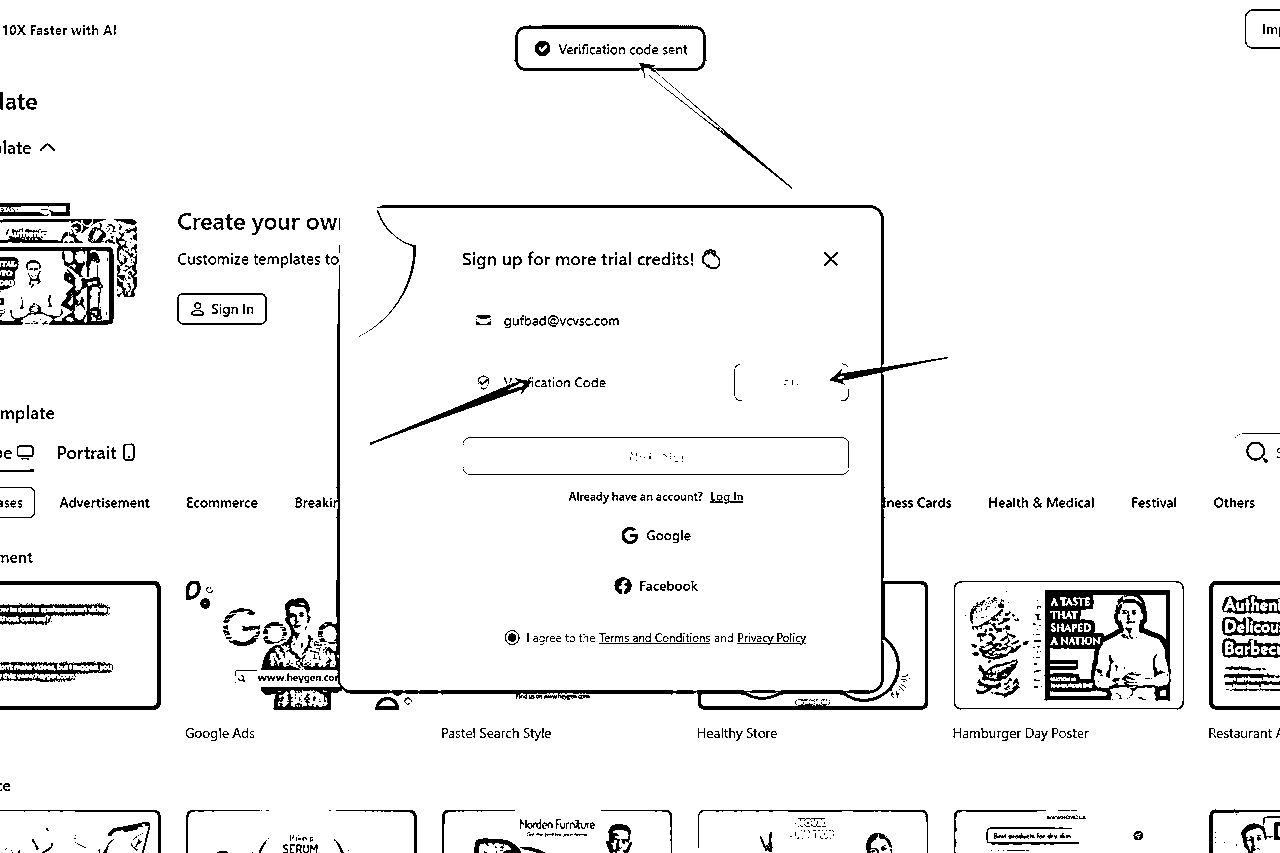 10X Faster with AI
Verification code sent
Imp
late
plate
Create your own
Customize templates to
Sign In
Sign up for more trial credits!
gufbad@vcvsc.com
Verification Code
Already have an account? Log In
Google
Facebook
I agree to the Terms and Conditions and Privacy Policy
mplate
pe
Portrait
ases
Advertisement
Ecommerce
Breakin
iness Cards
Health & Medical
Festival
Others
ment
www.heygen.com
A TASTE
THAT
SHAPED
A NATION
Authen
Delicous
Barbec
Google Ads
Pastel Search Style
Healthy Store
Hamburger Day Poster
Restaurant A
ce
SERUM
Norden Furniture
Best products for dry skin